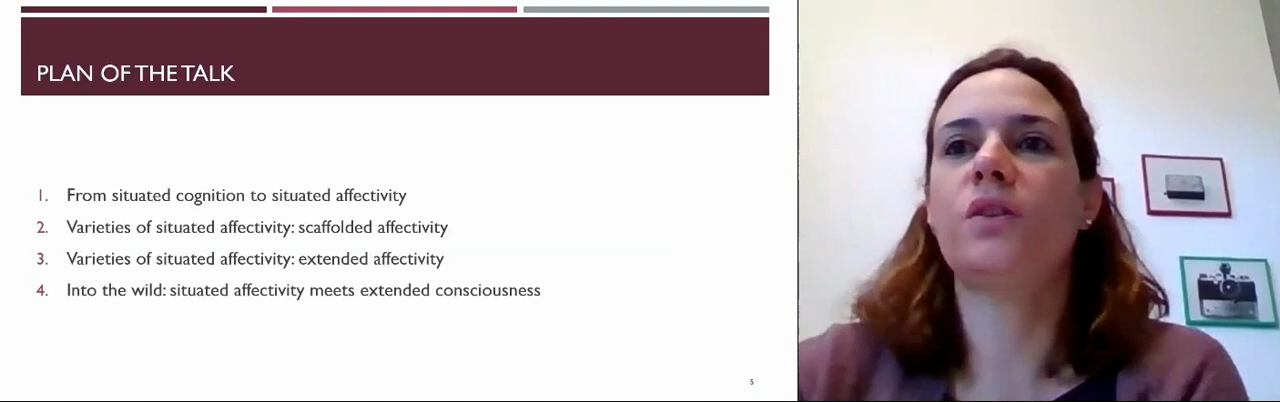 PLAN OF THE TALK
1. From situated cognition to situated affectivity
2. Varieties of situated affectivity: scaffolded affectivity
3. Varieties of situated affectivity: extended affectivity
4. Into the wild: situated affectivity meets extended consciousness
5